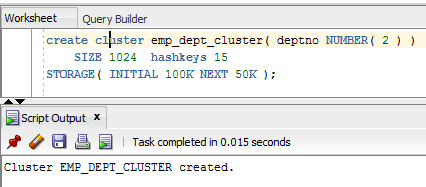 Worksheet Query Builder
create cluster emp_dept_cluster( deptno NUMBER( 2 ) )
SIZE 1024 hashkeys 15
STORAGE( INITIAL 100K NEXT 50K );
Script Output x
Task completed in 0.015 seconds
Cluster EMP_DEPT_CLUSTER created.